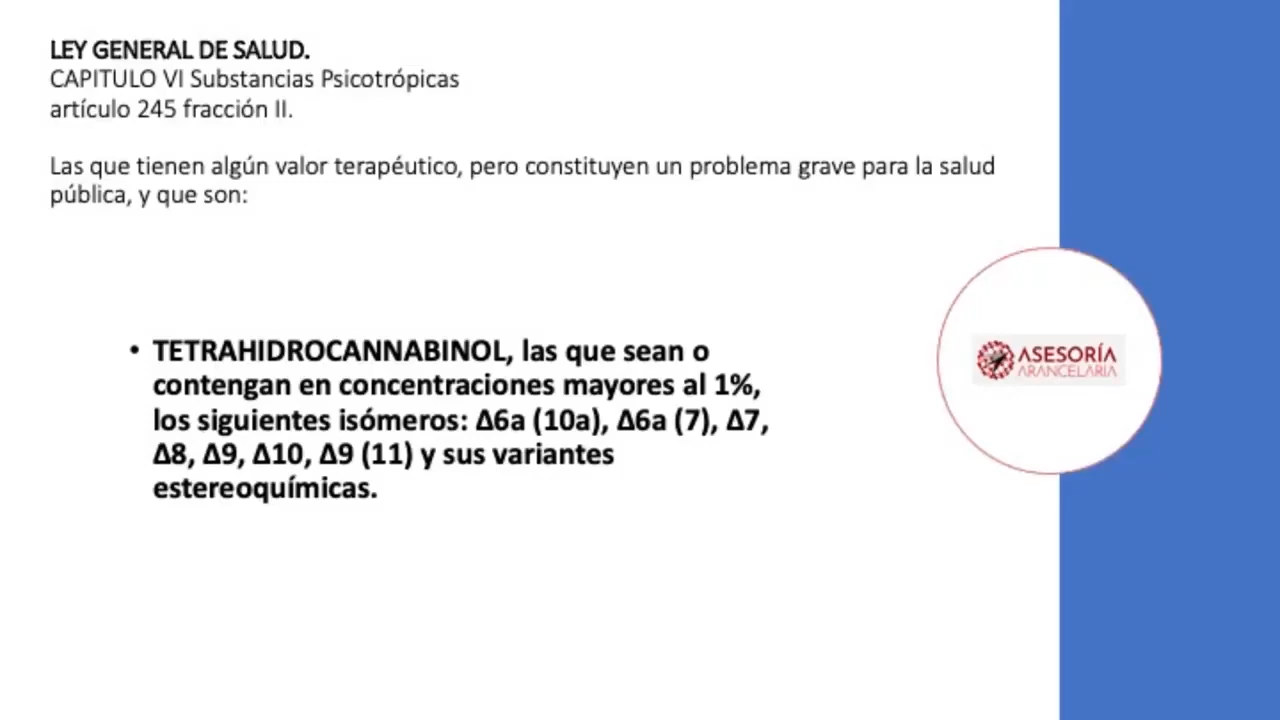 LEY GENERAL DE SALUD.
CAPITULO VI Substancias Psicotrópicas
artículo 245 fracción II.
Las que tienen algún valor terapéutico, pero constituyen un problema grave para la salud
pública, y que son:
• TETRAHIDROCANNABINOL, las que sean o
contengan en concentraciones mayores al 1%,
los siguientes isómeros: Δ6a (10a), Δ6a (7), Δ7,
Δ8, Δ9, Δ10, Δ9 (11) y sus variantes
estereoquímicas.
ASESORÍA
ARANCELARIA